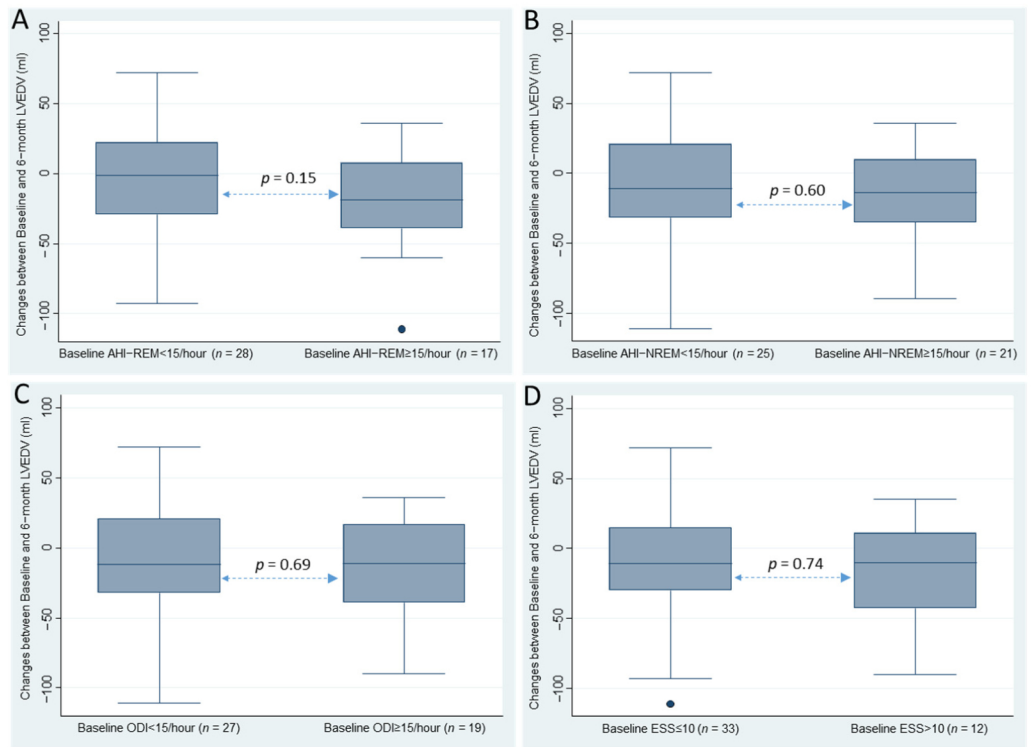 A
Changes between Baseline and 6−month LVEDV (ml)
100
50
0
−50
−100
p = 0.15
Baseline AHI−REM<15/hour (n = 28)
Baseline AHI−REM≥15/hour (n = 17)
B
Changes between Baseline and 6−month LVEDV (ml)
100
50
0
−50
−100
p = 0.60
Baseline AHI−NREM<15/hour (n = 25)
Baseline AHI−NREM≥15/hour (n = 21)
C
Changes between Baseline and 6−month LVEDV (ml)
100
50
0
−50
−100
p = 0.69
Baseline ODI<15/hour (n = 27)
Baseline ODI≥15/hour (n = 19)
D
Changes between Baseline and 6−month LVEDV (ml)
100
50
0
−50
−100
p = 0.74
Baseline ESS≤10 (n = 33)
Baseline ESS>10 (n = 12)